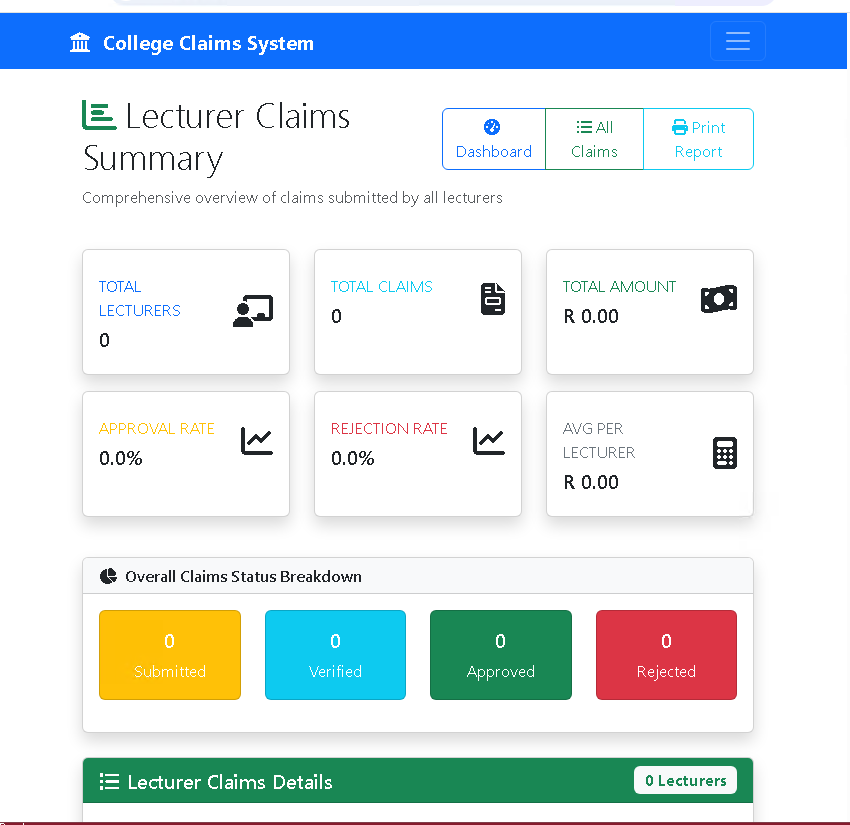 College Claims System
Lecturer Claims
Summary
Dashboard
All
Claims
Print
Report
Comprehensive overview of claims submitted by all lecturers
TOTAL
LECTURERS
0
TOTAL CLAIMS
0
TOTAL AMOUNT
R 0.00
APPROVAL RATE
0.0%
REJECTION RATE
0.0%
AVG PER
LECTURER
R 0.00
Overall Claims Status Breakdown
0
Submitted
0
Verified
0
Approved
0
Rejected
Lecturer Claims Details
0 Lecturers